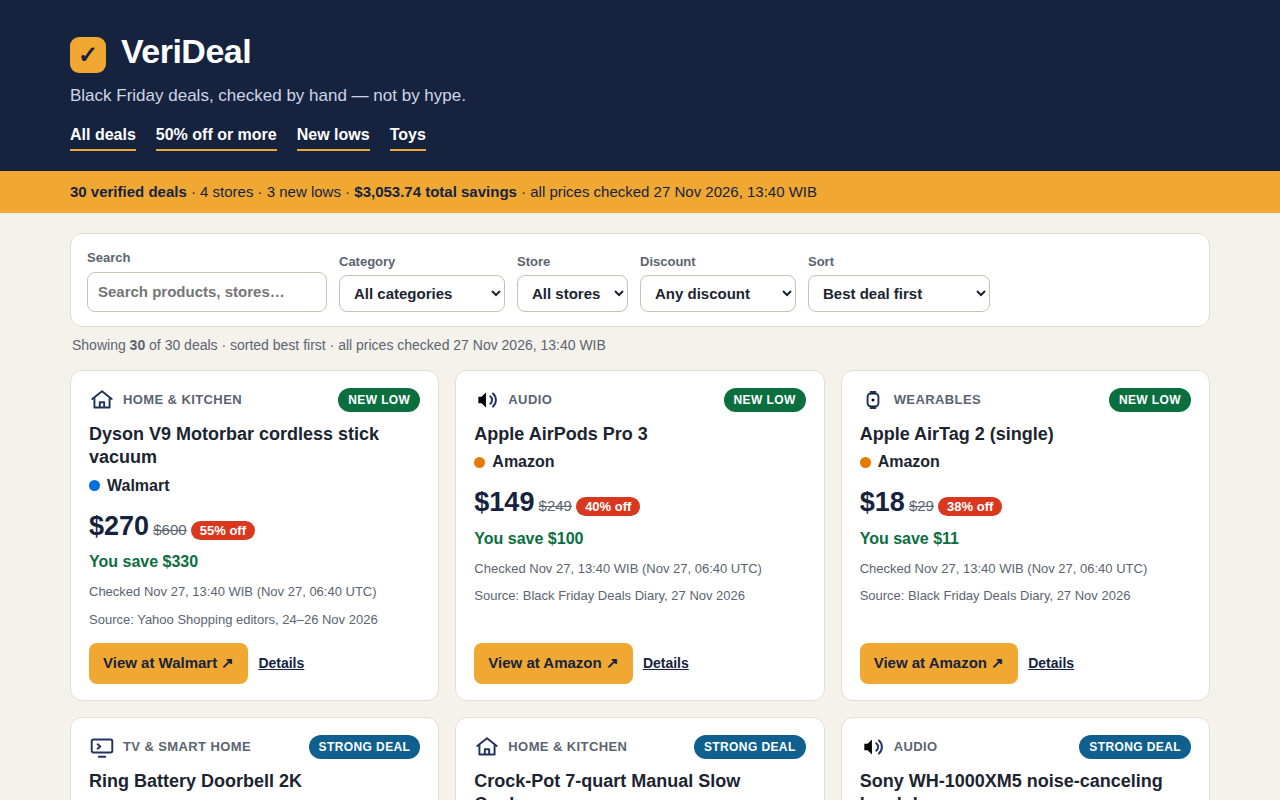 ✓ VeriDeal
Black Friday deals, checked by hand — not by hype.
All deals 50% off or more New lows Toys
30 verified deals · 4 stores · 3 new lows · $3,053.74 total savings · all prices checked 27 Nov 2026, 13:40 WIB
Search Category Store Discount Sort
Search products, stores… All categories All stores Any discount Best deal first
Showing 30 of 30 deals · sorted best first · all prices checked 27 Nov 2026, 13:40 WIB
HOME & KITCHEN NEW LOW
Dyson V9 Motorbar cordless stick
vacuum
Walmart
$270 $600 55% off
You save $330
Checked Nov 27, 13:40 WIB (Nov 27, 06:40 UTC)
Source: Yahoo Shopping editors, 24–26 Nov 2026
View at Walmart ↗ Details
AUDIO NEW LOW
Apple AirPods Pro 3
Amazon
$149 $249 40% off
You save $100
Checked Nov 27, 13:40 WIB (Nov 27, 06:40 UTC)
Source: Black Friday Deals Diary, 27 Nov 2026
View at Amazon ↗ Details
WEARABLES NEW LOW
Apple AirTag 2 (single)
Amazon
$18 $29 38% off
You save $11
Checked Nov 27, 13:40 WIB (Nov 27, 06:40 UTC)
Source: Black Friday Deals Diary, 27 Nov 2026
View at Amazon ↗ Details
TV & SMART HOME STRONG DEAL
Ring Battery Doorbell 2K
HOME & KITCHEN STRONG DEAL
Crock-Pot 7-quart Manual Slow
AUDIO STRONG DEAL
Sony WH-1000XM5 noise-canceling